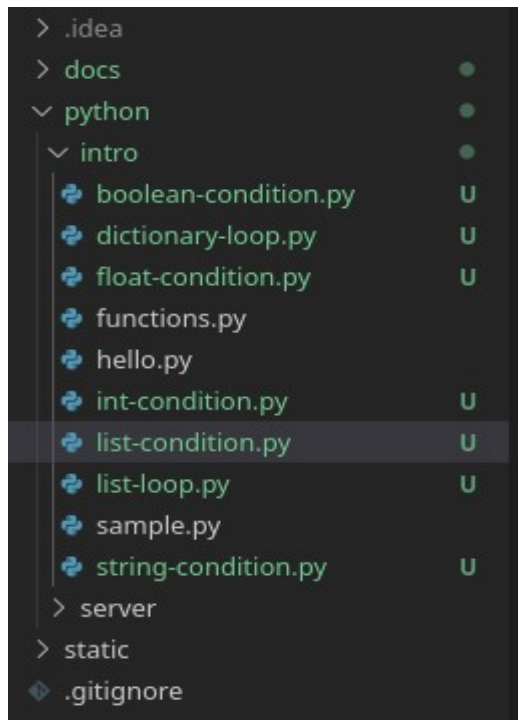 .idea
docs
python
intro
boolean-condition.py U
dictionary-loop.py U
float-condition.py U
functions.py
hello.py
int-condition.py U
list-condition.py U
list-loop.py U
sample.py
string-condition.py U
server
static
.gitignore